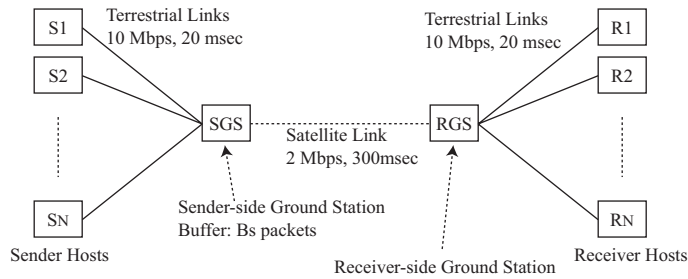 Terrestrial Links
10 Mbps, 20 msec
Terrestrial Links
10 Mbps, 20 msec
S1
S2
SGS
RGS
R1
R2
Satellite Link
2 Mbps, 300msec
SN
RN
Sender Hosts
Sender-side Ground Station
Buffer: Bs packets
Receiver-side Ground Station
Receiver Hosts